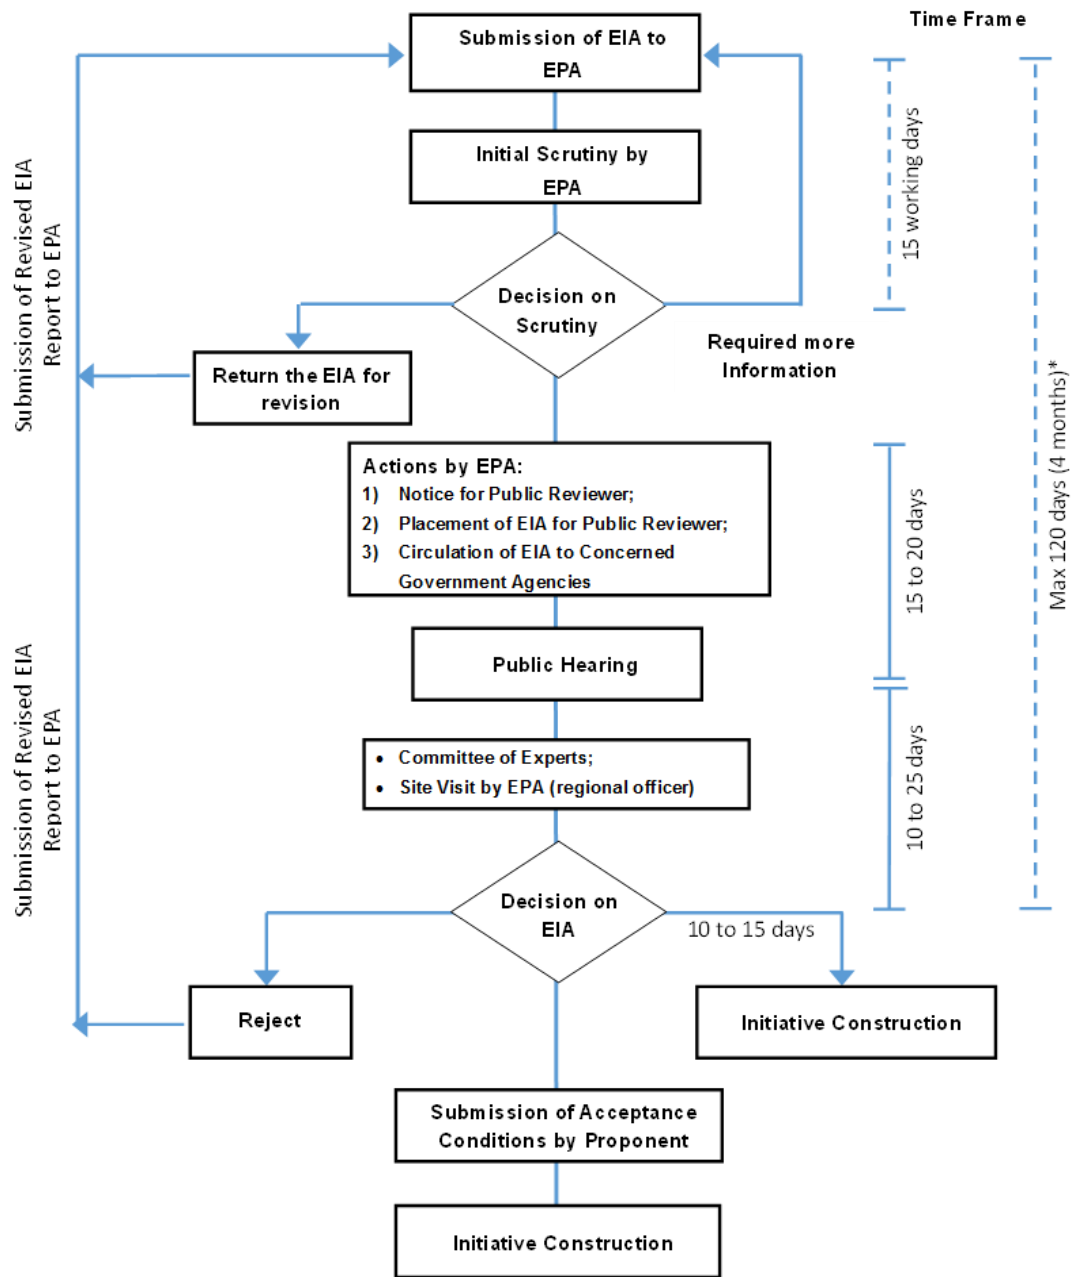 Time Frame
Submission of EIA to
EPA
Initial Scrutiny by
EPA
15 working days
Submission of Revised EIA
Report to EPA
Decision on
Scrutiny
Required more
Information
Return the EIA for
revision
Max 120 days (4 months)*
Actions by EPA:
1) Notice for Public Reviewer;
2) Placement of EIA for Public Reviewer;
3) Circulation of EIA to Concerned
Government Agencies
15 to 20 days
Public Hearing
Submission of Revised EIA
Report to EPA
• Committee of Experts;
• Site Visit by EPA (regional officer)
10 to 25 days
Decision on
EIA
10 to 15 days
Reject
Initiative Construction
Submission of Acceptance
Conditions by Proponent
Initiative Construction